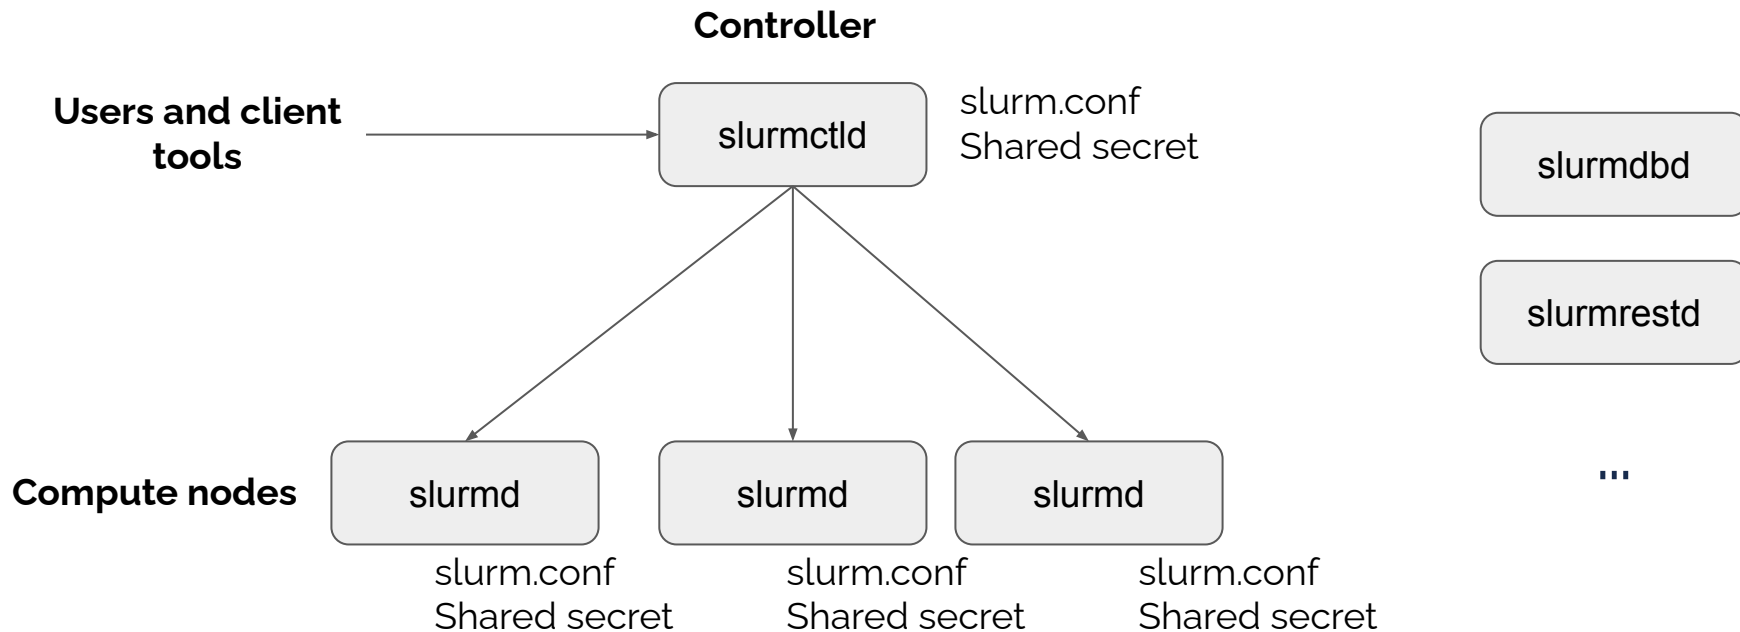 Controller
Users and client
tools
slurmctld
slurm.conf
Shared secret
slurmdbd
slurmrestd
...
Compute nodes
slurmd
slurmd
slurmd
slurm.conf
Shared secret
slurm.conf
Shared secret
slurm.conf
Shared secret